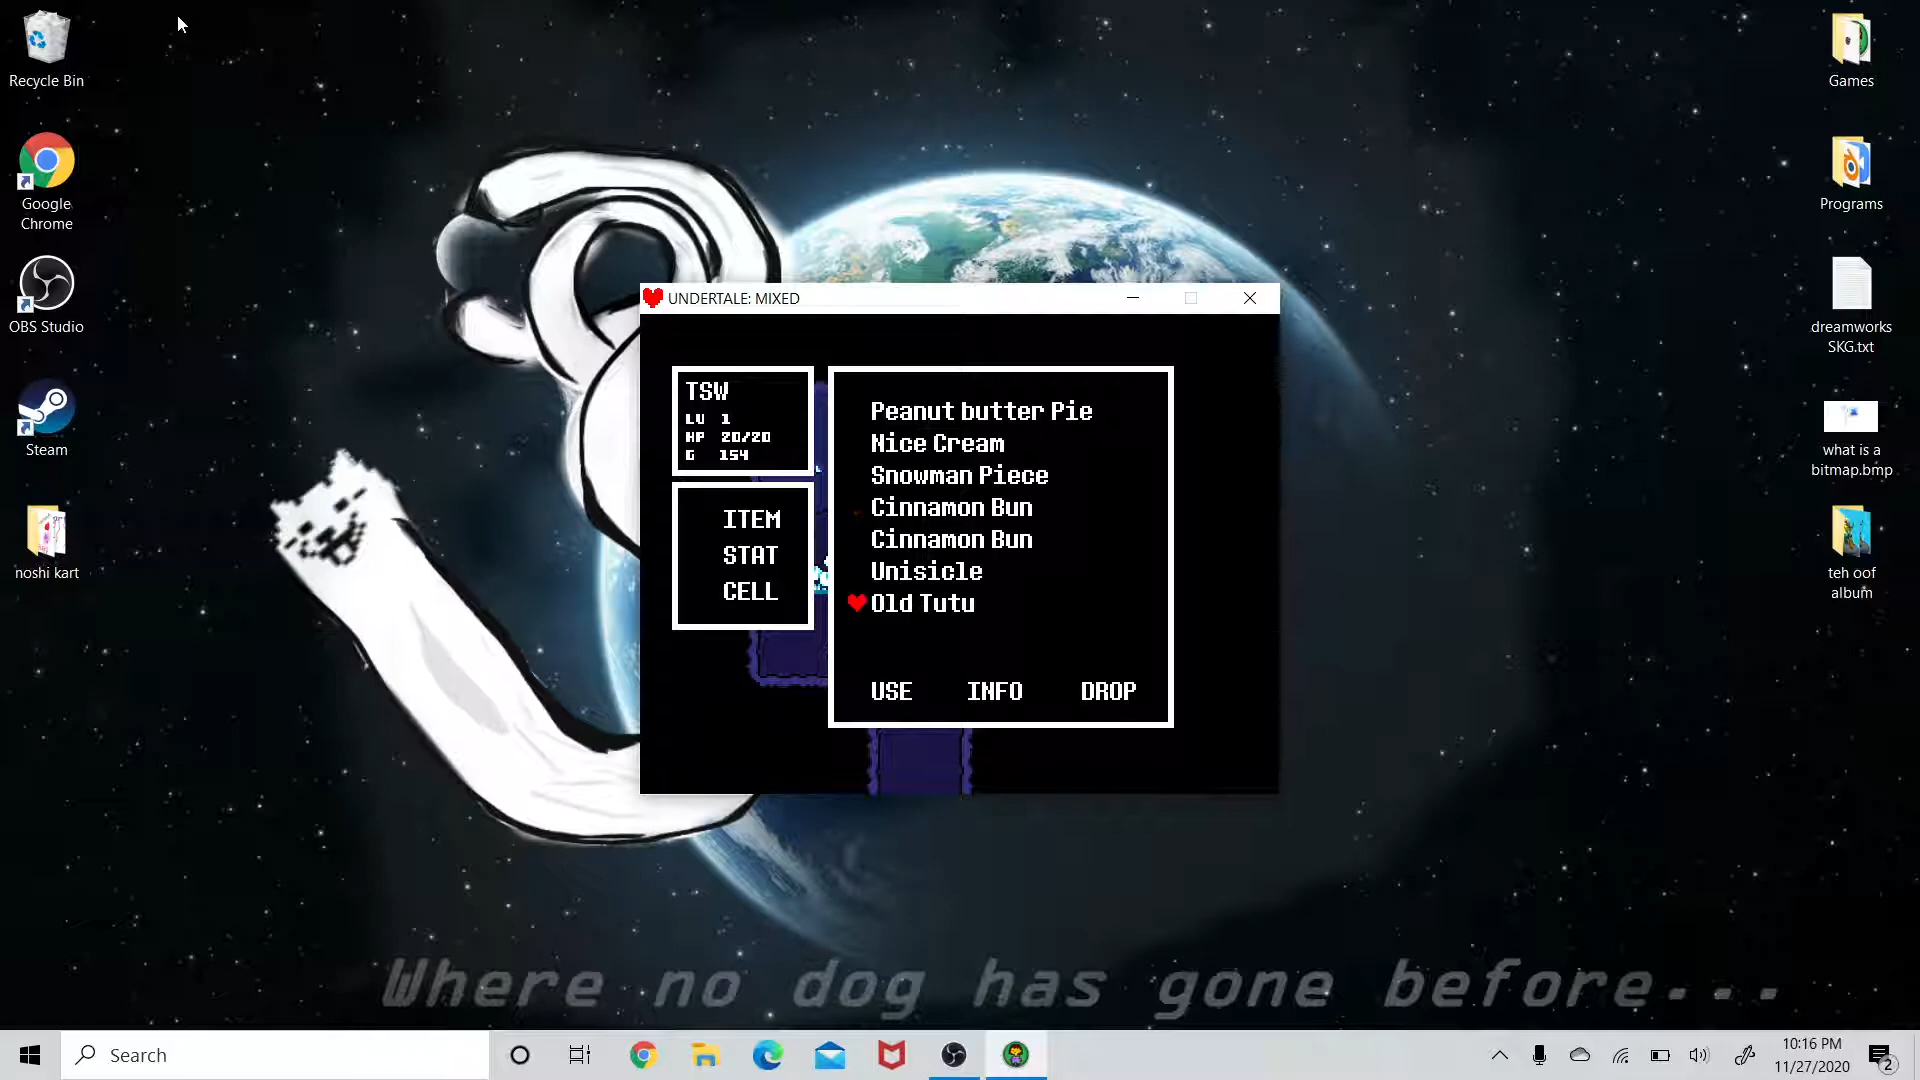 Recycle Bin
Google
Chrome
OBS Studio
Steam
noshi kart
Games
Programs
dreamworks
SKG.txt
what is a
bitmap.bmp
teh oof
album
UNDERTALE: MIXED
TSW
LV 1
HP 20/20
G 154
ITEM
STAT
CELL
Peanut butter Pie
Nice Cream
Snowman Piece
Cinnamon Bun
Cinnamon Bun
Unisicle
Old Tutu
USE INFO DROP
Where no dog has gone before...
Search
10:16 PM
11/27/2020
2